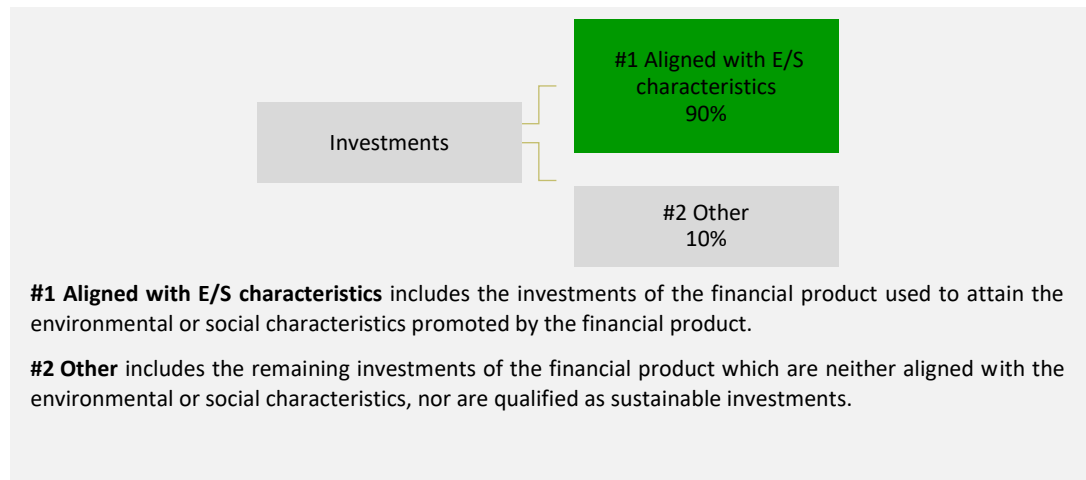 #1 Aligned with E/S
characteristics
90%
Investments
#2 Other
10%
#1 Aligned with E/S characteristics includes the investments of the financial product used to attain the
environmental or social characteristics promoted by the financial product.
#2 Other includes the remaining investments of the financial product which are neither aligned with the
environmental or social characteristics, nor are qualified as sustainable investments.